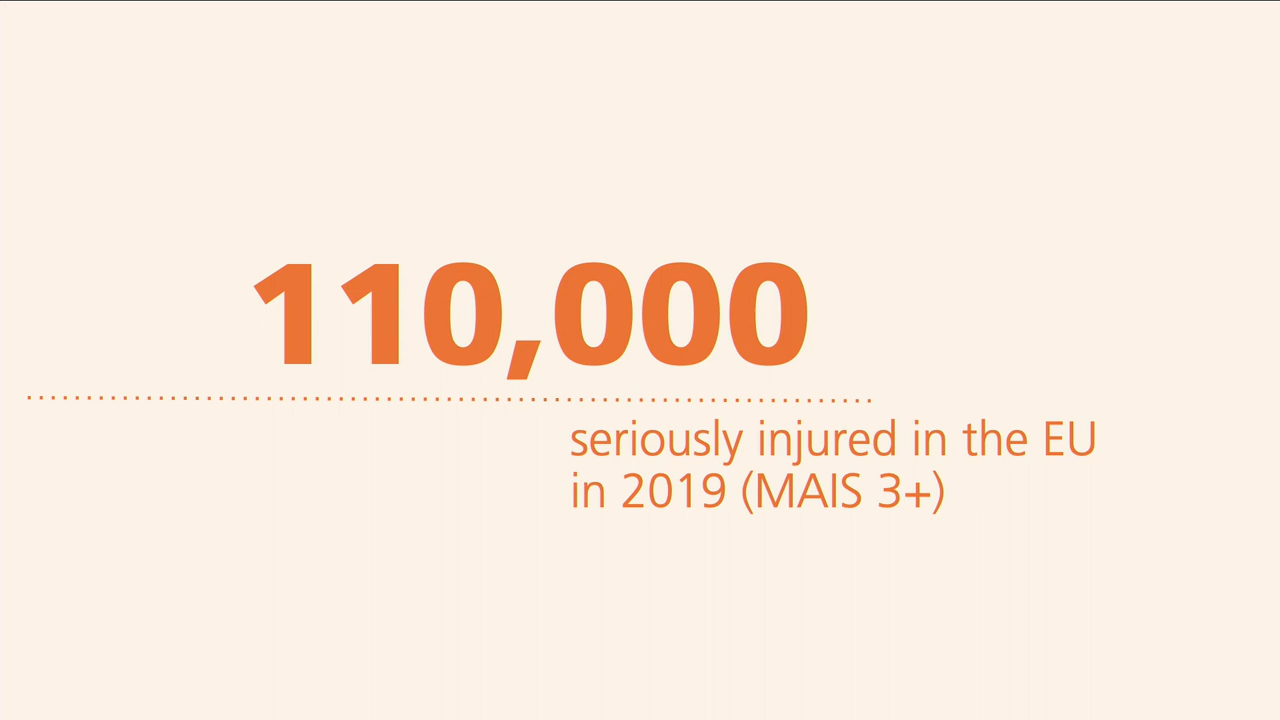 110,000
seriously injured in the EU
in 2019 (MAIS 3+)